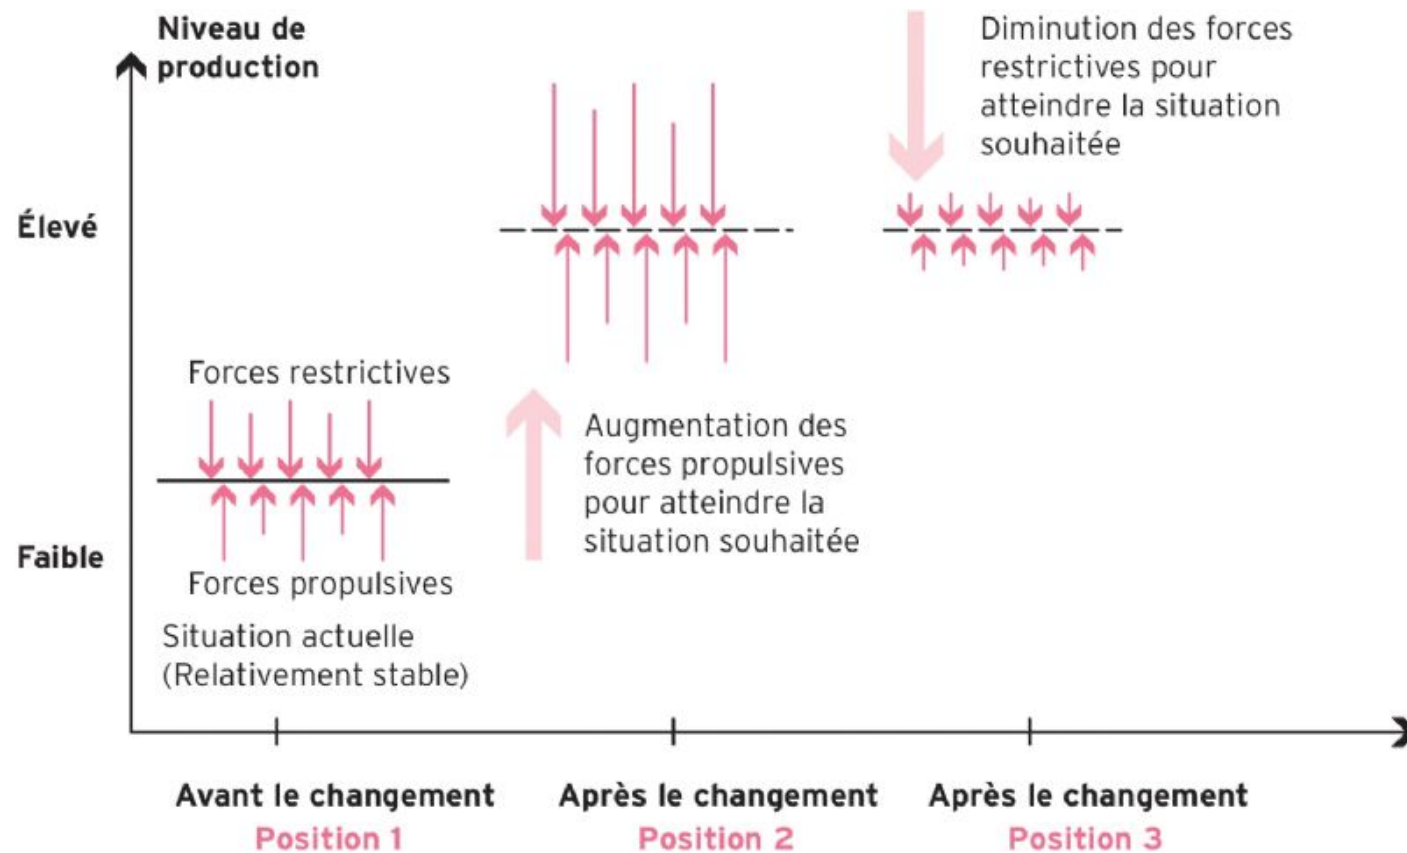 Niveau de
production
Diminution des forces
restrictives pour
atteindre la situation
souhaitée
Élevé
Forces restrictives
Augmentation des
forces propulsives
pour atteindre la
situation souhaitée
Faible
Forces propulsives
Situation actuelle
(Relativement stable)
Avant le changement
Position 1
Après le changement
Position 2
Après le changement
Position 3